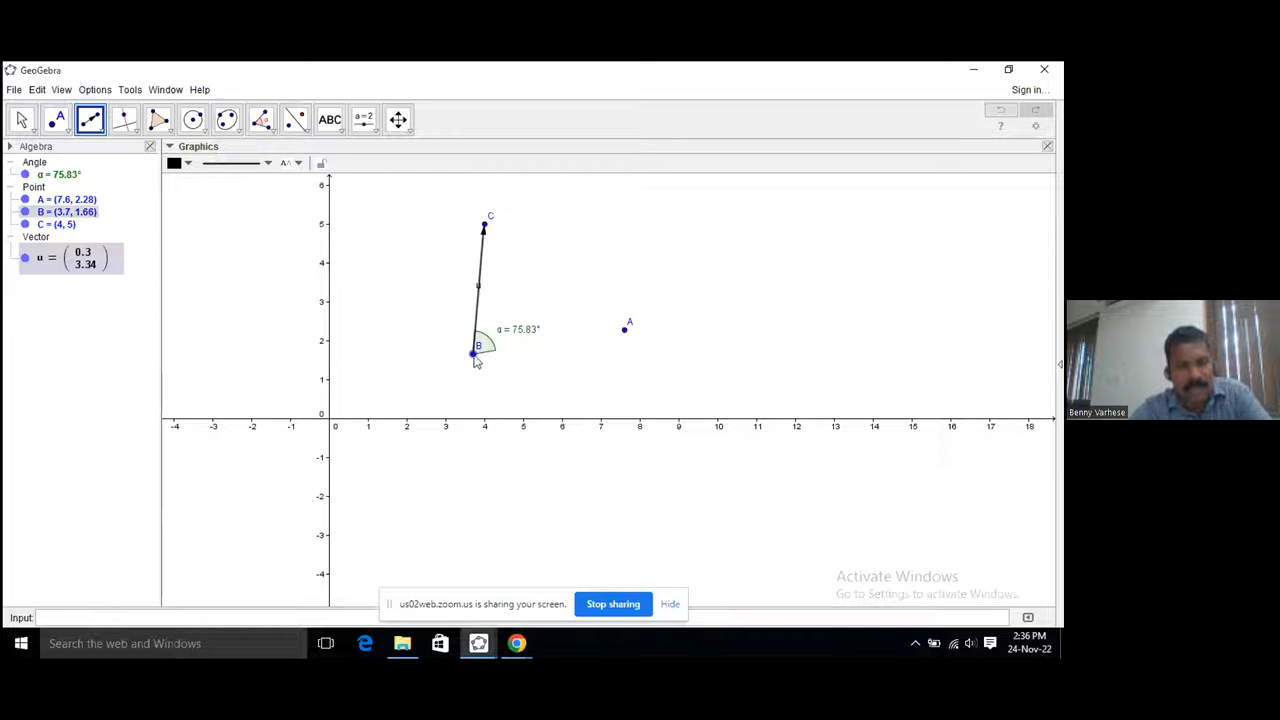 GeoGebra
File Edit View Options Tools Window Help
Sign in...
A
ABC
a=2
?
Algebra
Graphics
Angle
α = 75.83°
Point
A = (7.6, 2.28)
B = (3.7, 1.66)
C = (4, 5)
Vector
u = ( 0.3
3.34 )
6
C
5
4
3
u
A
α = 75.83°
2
B
1
0
-4 -3 -2 -1 0 1 2 3 4 5 6 7 8 9 10 11 12 13 14 15 16 17 18
-1
-2
-3
-4
Benny Varhese
Activate Windows
Go to Settings to activate Windows.
us02web.zoom.us is sharing your screen. Stop sharing Hide
Input:
Search the web and Windows
2:36 PM
24-Nov-22